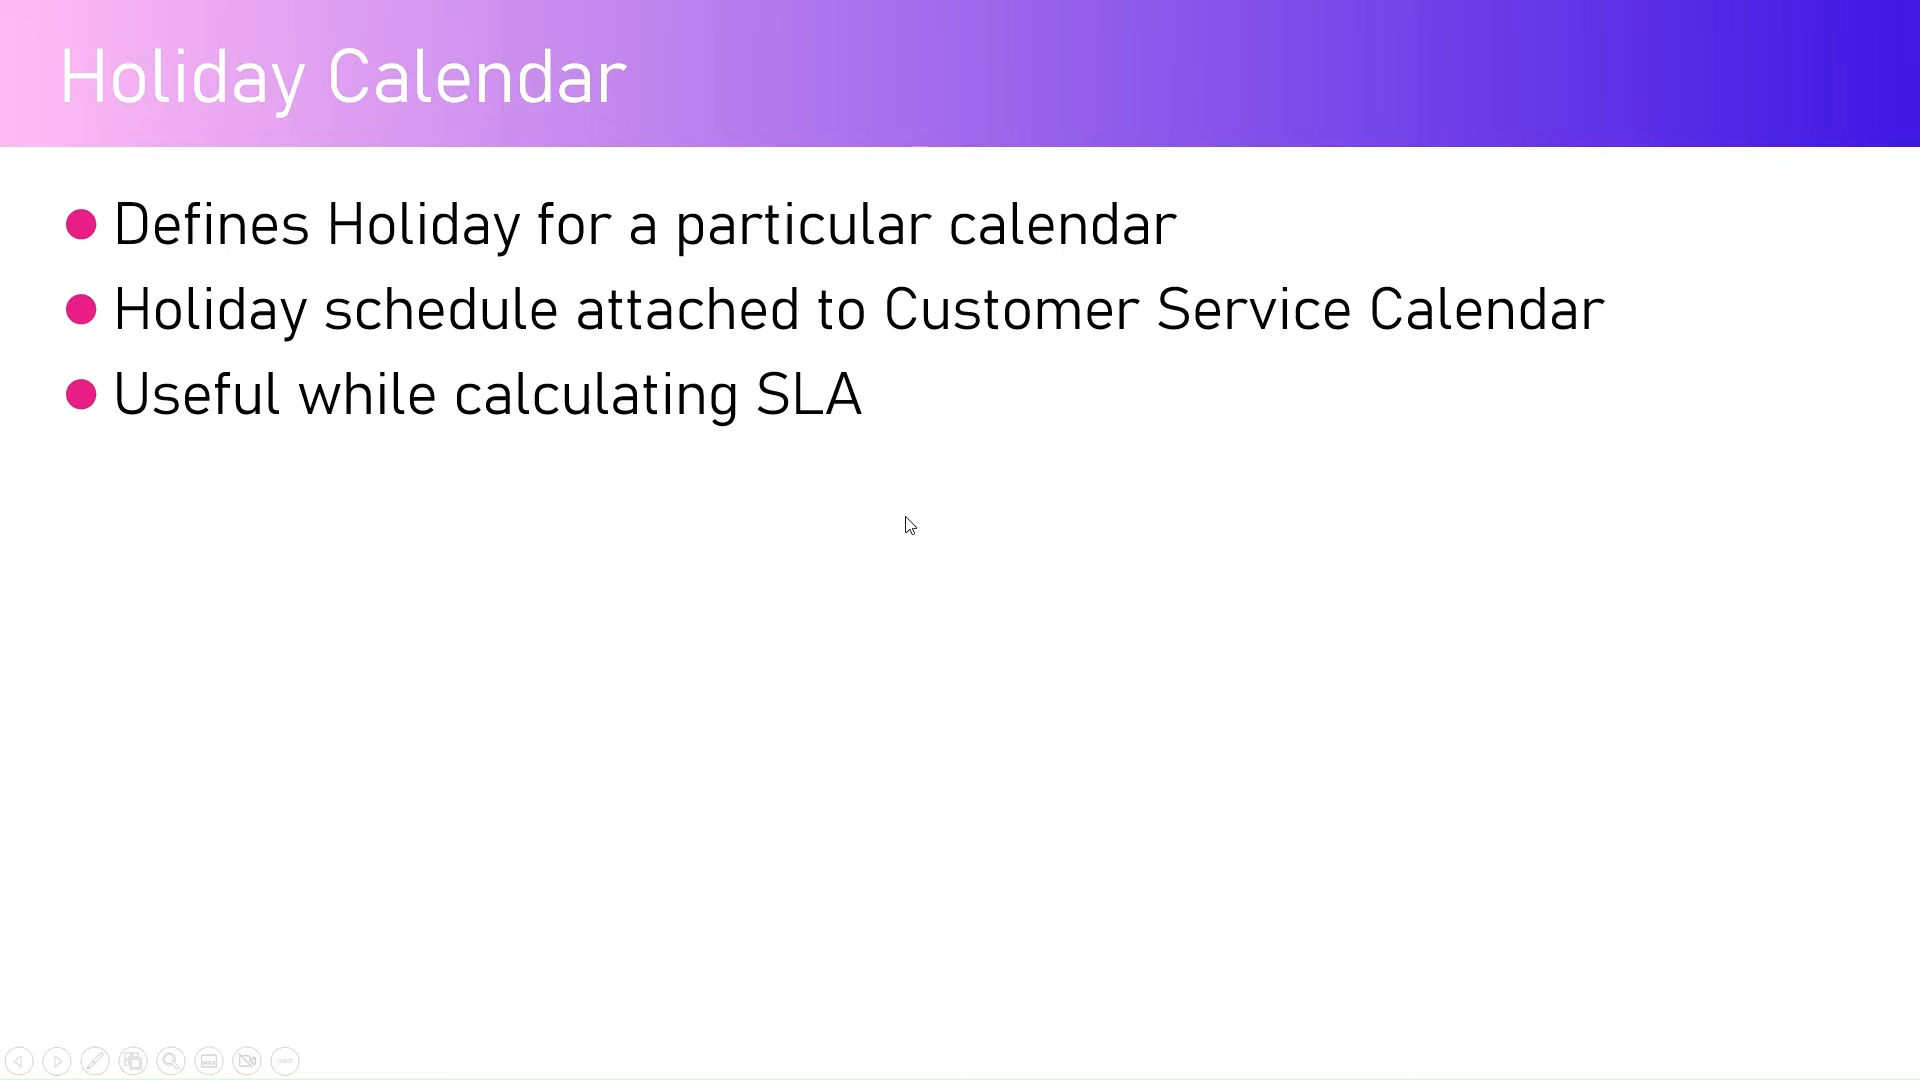 Holiday Calendar
Defines Holiday for a particular calendar
Holiday schedule attached to Customer Service Calendar
Useful while calculating SLA